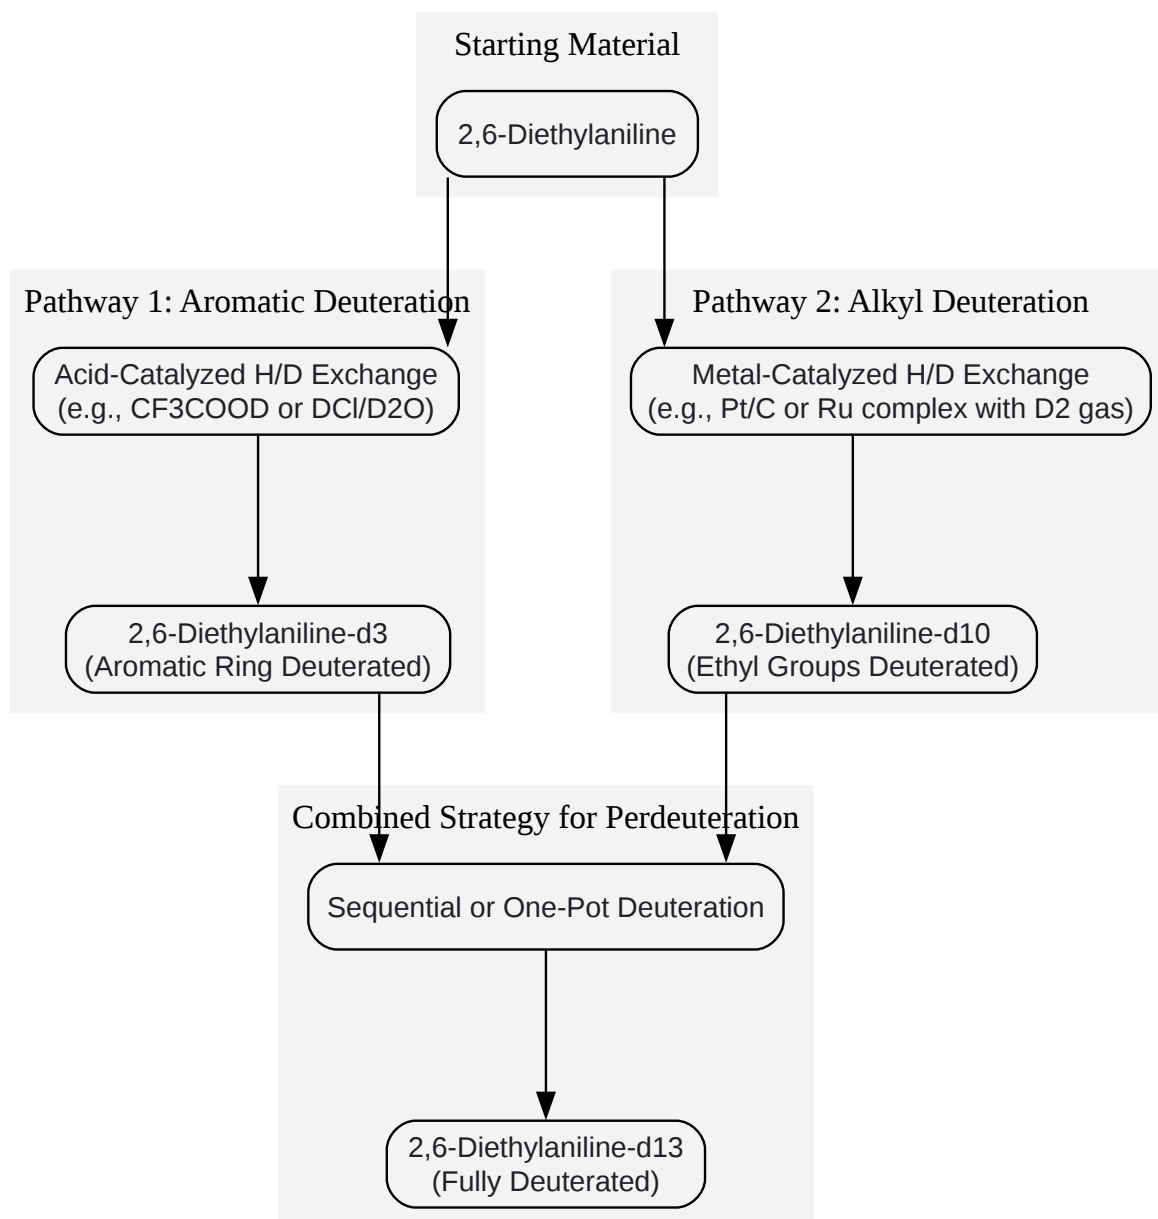 Starting Material
2,6-Diethylaniline
Pathway 1: Aromatic Deuteration
Acid-Catalyzed H/D Exchange
(e.g., CF3COOD or DCl/D2O)
2,6-Diethylaniline-d3
(Aromatic Ring Deuterated)
Pathway 2: Alkyl Deuteration
Metal-Catalyzed H/D Exchange
(e.g., Pt/C or Ru complex with D2 gas)
2,6-Diethylaniline-d10
(Ethyl Groups Deuterated)
Combined Strategy for Perdeuteration
Sequential or One-Pot Deuteration
2,6-Diethylaniline-d13
(Fully Deuterated)